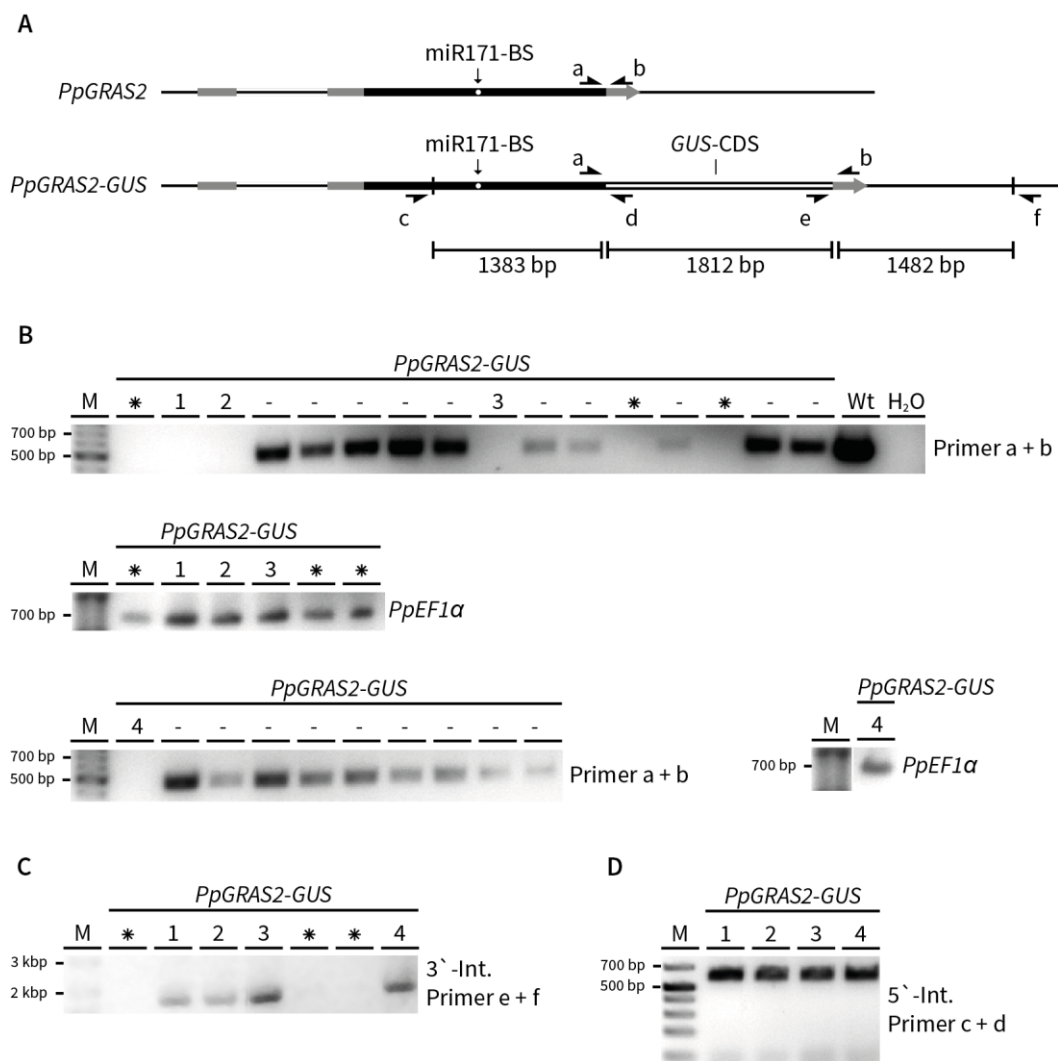 A
miR171-BS
a b
PpGRAS2
miR171-BS GUS-CDS
a b
PpGRAS2-GUS
c d e f
1383 bp 1812 bp 1482 bp
B
PpGRAS2-GUS
M * 1 2 - - - - - 3 - - * - * - - Wt H₂O
700 bp
500 bp
Primer a + b
PpGRAS2-GUS
M * 1 2 3 * *
700 bp
PpEF1α
PpGRAS2-GUS
M 4 - - - - - - - - -
700 bp
500 bp
Primer a + b
PpGRAS2-GUS
M 4
700 bp
PpEF1α
C
PpGRAS2-GUS
M * 1 2 3 * * 4
3 kbp
2 kbp
3`-Int.
Primer e + f
D
PpGRAS2-GUS
M 1 2 3 4
700 bp
500 bp
5`-Int.
Primer c + d